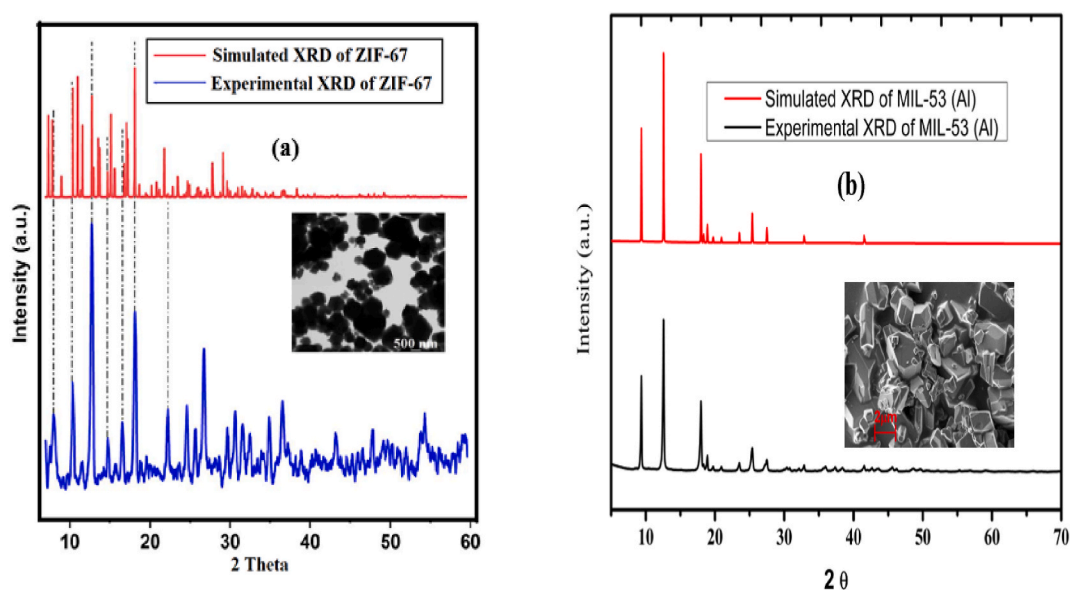 Simulated XRD of ZIF-67
Experimental XRD of ZIF-67
(a)
500 nm
Intensity (a.u.)
10 20 30 40 50 60
2 Theta
Simulated XRD of MIL-53 (Al)
Experimental XRD of MIL-53 (Al)
(b)
2µm
Intensity (a.u.)
10 20 30 40 50 60 70
2 θ